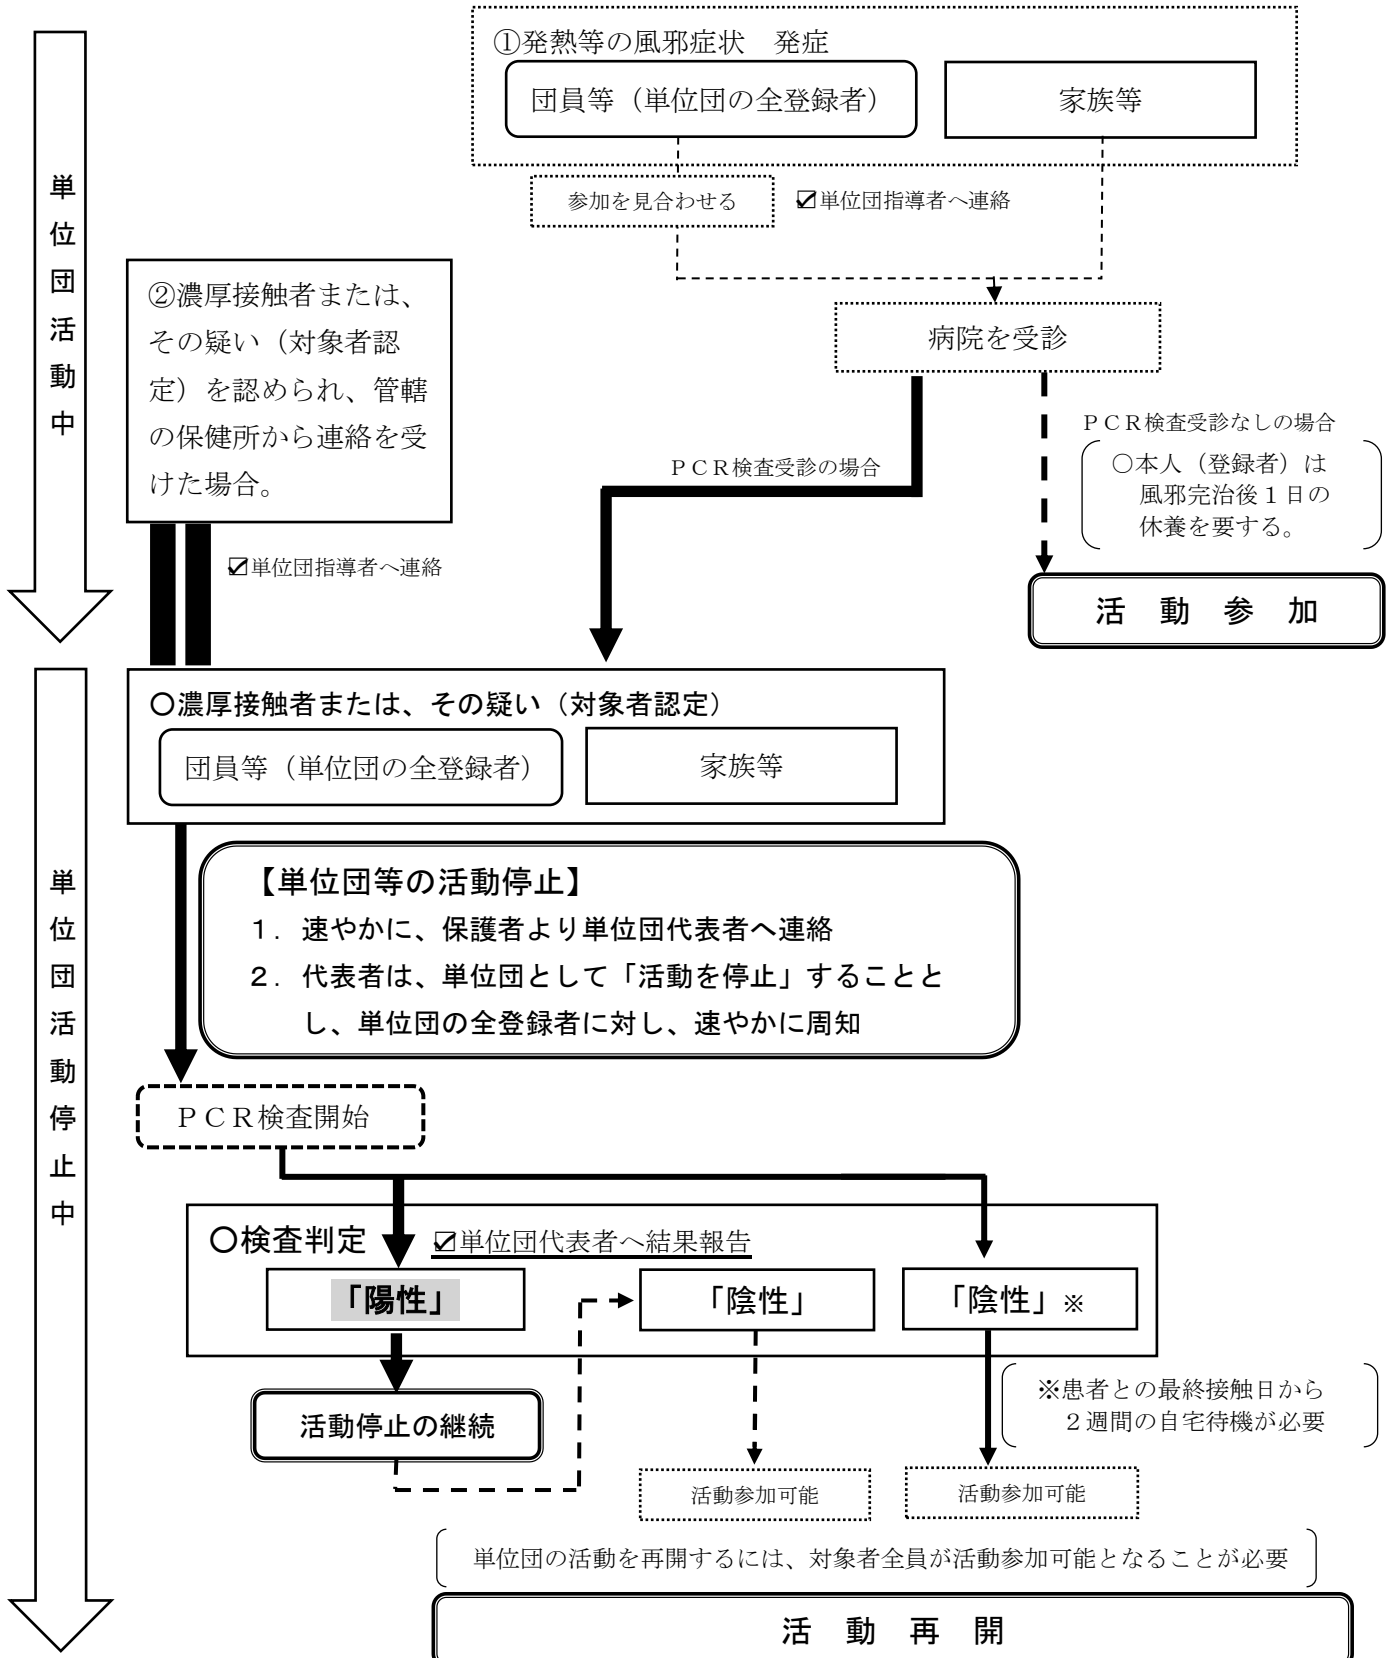 ①発熱等の風邪症状　発症
団員等（単位団の全登録者）
家族等
参加を見合わせる
☑単位団指導者へ連絡
単位団活動中
②濃厚接触者または、
その疑い（対象者認
定）を認められ、管轄
の保健所から連絡を受
けた場合。
病院を受診
ＰＣＲ検査受診なしの場合
○本人（登録者）は
風邪完治後１日の
休養を要する。
ＰＣＲ検査受診の場合
☑単位団指導者へ連絡
活　動　参　加
○濃厚接触者または、その疑い（対象者認定）
団員等（単位団の全登録者）
家族等
単位団活動停止中
【単位団等の活動停止】
１．速やかに、保護者より単位団代表者へ連絡
２．代表者は、単位団として「活動を停止」することと
し、単位団の全登録者に対し、速やかに周知
ＰＣＲ検査開始
○検査判定
☑単位団代表者へ結果報告
「陽性」
「陰性」
「陰性」※
※患者との最終接触日から
２週間の自宅待機が必要
活動停止の継続
活動参加可能
活動参加可能
単位団の活動を再開するには、対象者全員が活動参加可能となることが必要
活　動　再　開